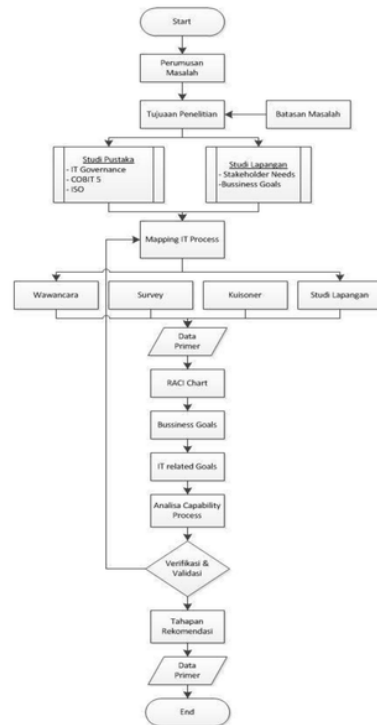 Start
Perumusan
Masalah
Tujuaan Penelitian
Batasan Masalah
Studi Pustaka
- IT Governance
- COBIT 5
- ISO
Studi Lapangan
- Stakeholder Needs
-Bussiness Goals
Mapping IT Process
Wawancara
Survey
Kuisoner
Studi Lapangan
Data
Primer
RACI Chart
Bussiness Goals
IT related Goals
Analisa Capability
Process
Verifikasi &
Validasi
Tahapan
Rekomendasi
Data
Primer
End